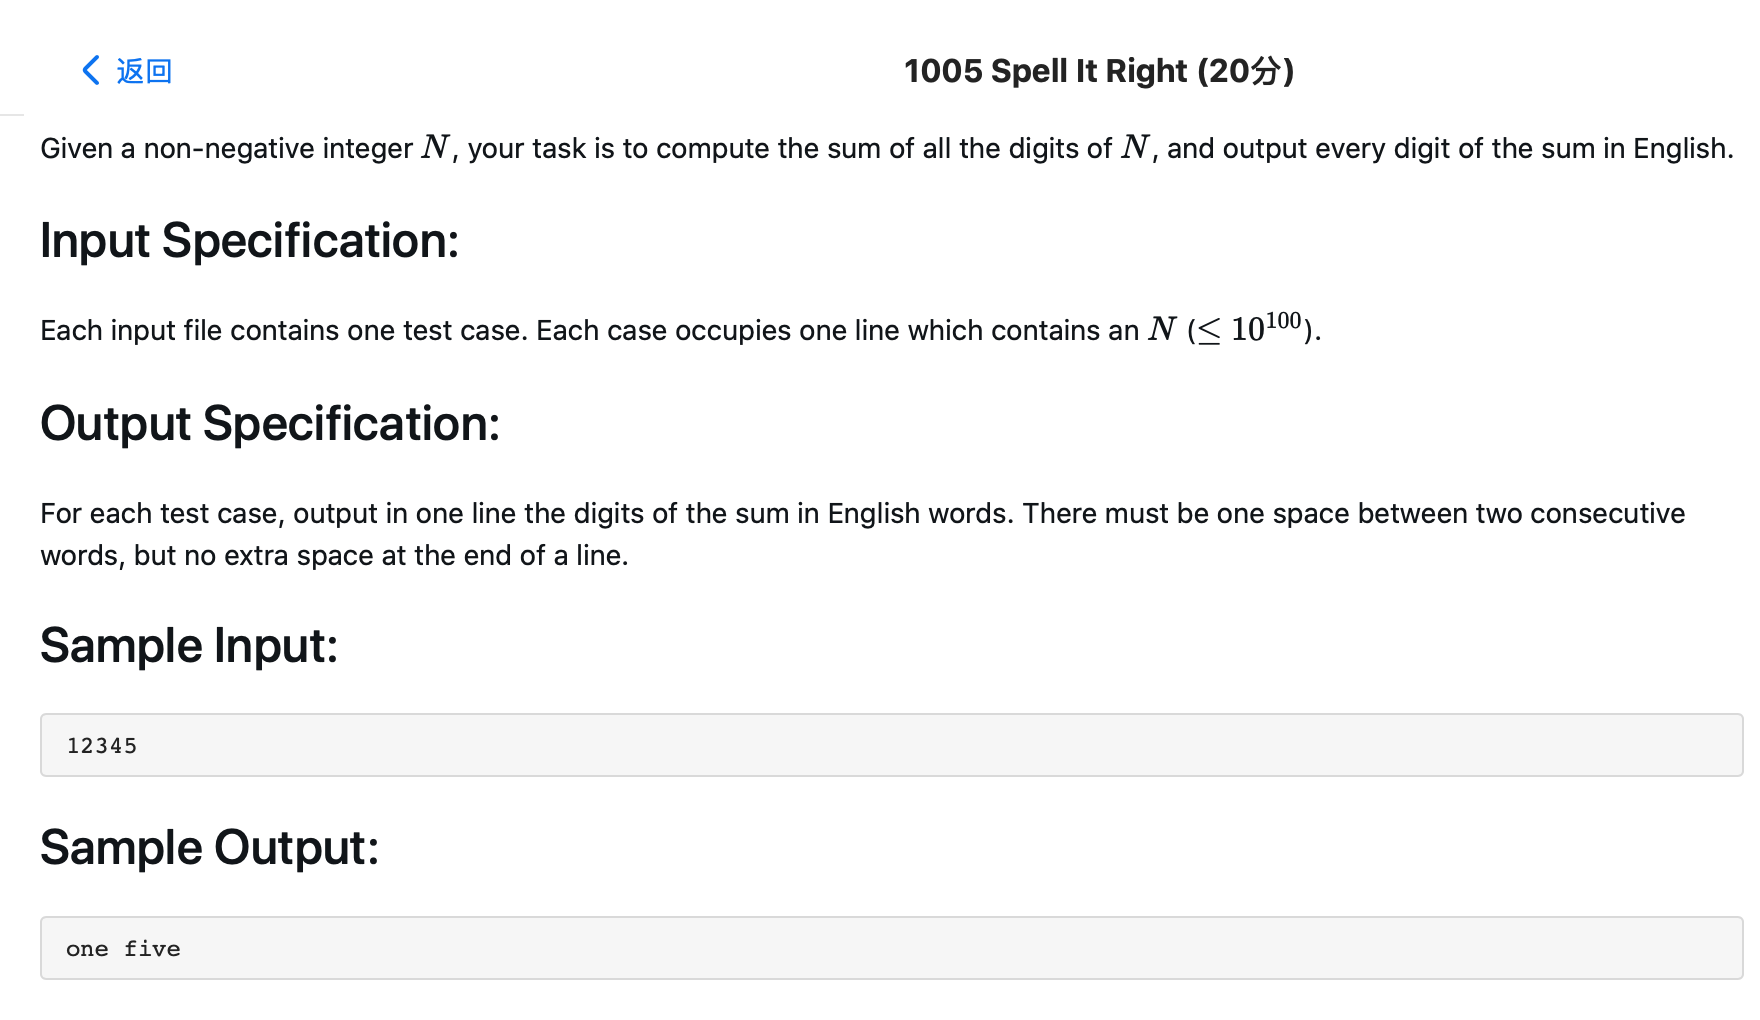 返回
1005 Spell It Right (20分)
Given a non-negative integer N, your task is to compute the sum of all the digits of N, and output every digit of the sum in English.
Input Specification:
Each input file contains one test case. Each case occupies one line which contains an N (≤ 10^100).
Output Specification:
For each test case, output in one line the digits of the sum in English words. There must be one space between two consecutive
words, but no extra space at the end of a line.
Sample Input:
12345
Sample Output:
one five